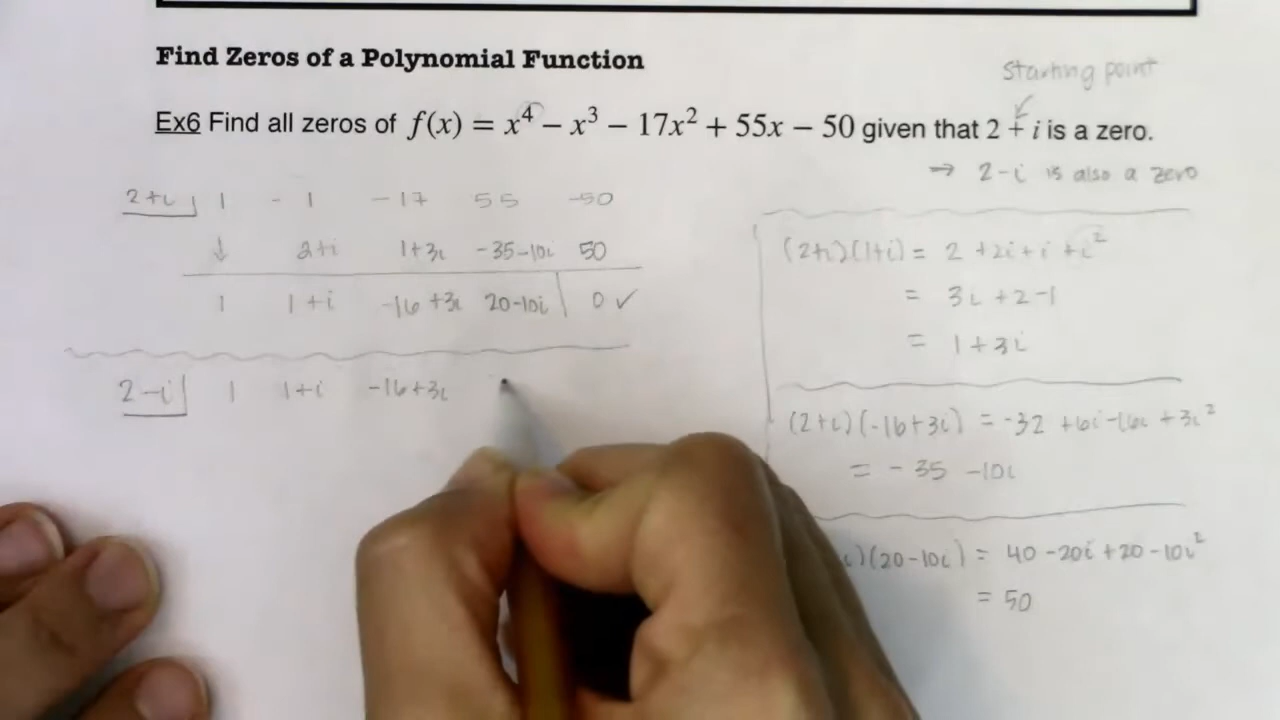 Find Zeros of a Polynomial Function
Starting point
Ex6 Find all zeros of f(x) = x⁴ − x³ − 17x² + 55x − 50 given that 2 + i is a zero.
→ 2-i is also a zero
2+i 1 - 1 - 17 55 -50
↓ 2+i 1+3i -35-10i 50
1 1+i -16+3i 20-10i 0 ✓
2-i 1 1+i -16+3i
(2+i)(1+i) = 2 +2i+i +i²
= 3i +2-1
= 1+3i
(2+i)(-16+3i) = -32 +6i-16i +3i²
= -35 -10i
i)(20-10i) = 40 -20i +20 -10i²
= 50